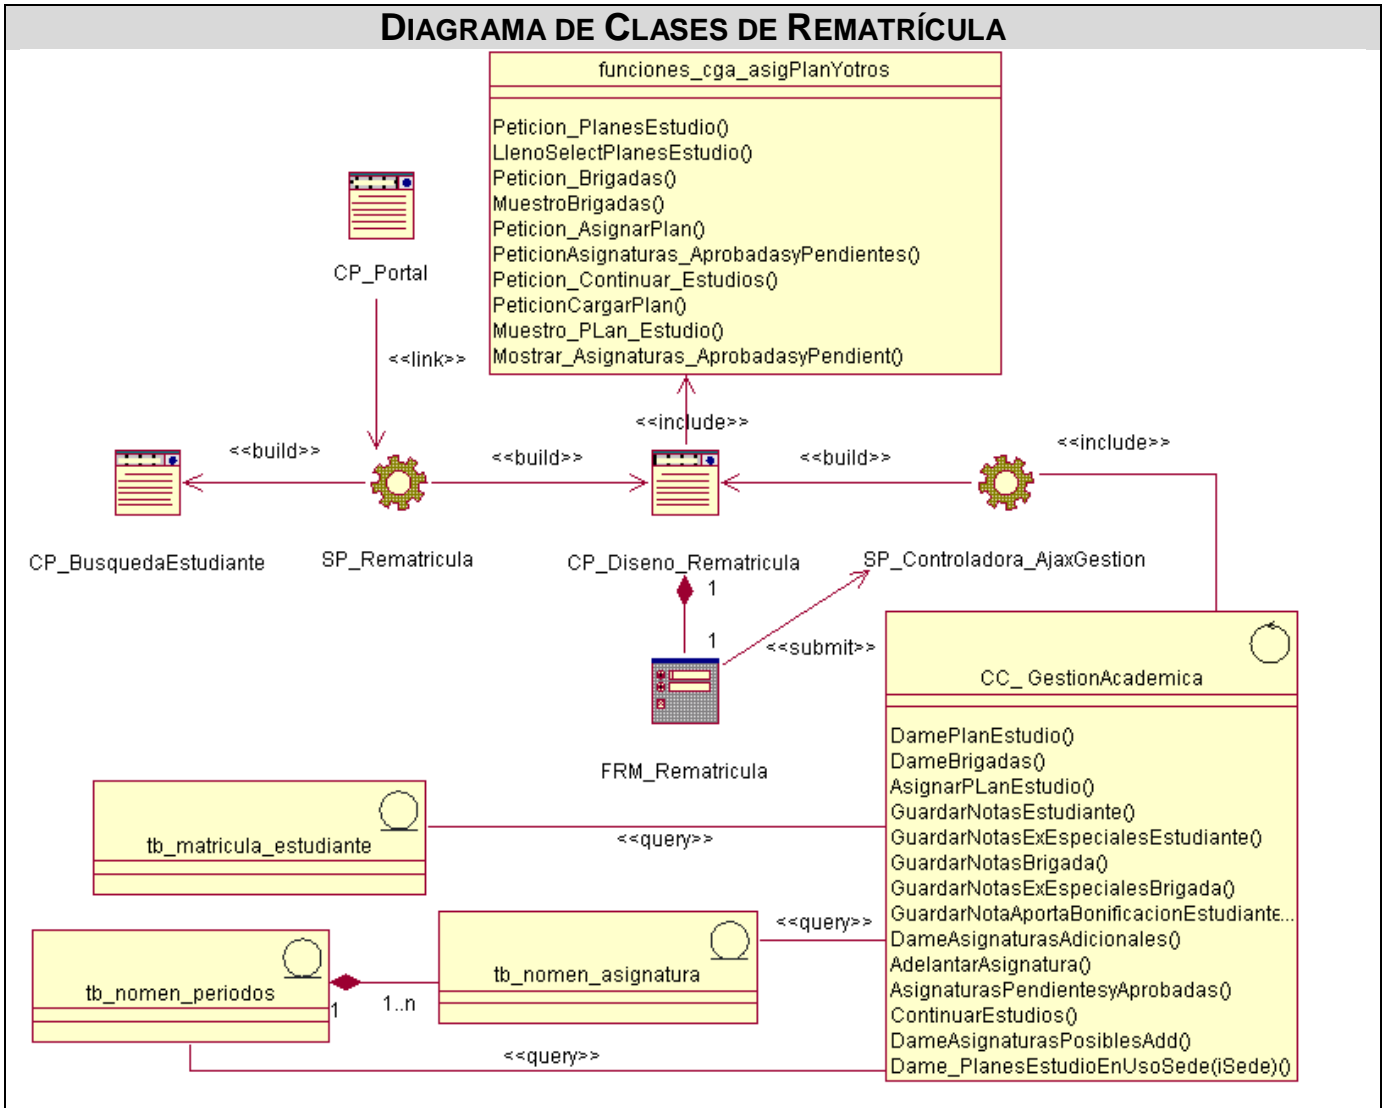 DIAGRAMA DE CLASES DE REMATRÍCULA
funciones_cga_asigPlanYotros
Peticion_PlanesEstudio()
LlenoSelectPlanesEstudio()
Peticion_Brigadas()
MuestroBrigadas()
Peticion_AsignarPlan()
PeticionAsignaturas_AprobadasyPendientes()
Peticion_Continuar_Estudios()
PeticionCargarPlan()
Muestro_PLan_Estudio()
Mostrar_Asignaturas_AprobadasyPendient()
CP_Portal
<<link>>
<<include>>
<<include>>
<<build>>
<<build>>
<<build>>
CP_BusquedaEstudiante
SP_Rematricula
CP_Diseno_Rematricula
SP_Controladora_AjaxGestion
1
1
<<submit>>
FRM_Rematricula
CC_ GestionAcademica
DamePlanEstudio()
DameBrigadas()
AsignarPLanEstudio()
GuardarNotasEstudiante()
GuardarNotasExEspecialesEstudiante()
GuardarNotasBrigada()
GuardarNotasExEspecialesBrigada()
GuardarNotaAportaBonificacionEstudiante...
DameAsignaturasAdicionales()
AdelantarAsignatura()
AsignaturasPendientesyAprobadas()
ContinuarEstudios()
DameAsignaturasPosiblesAdd()
Dame_PlanesEstudioEnUsoSede(iSede)()
tb_matricula_estudiante
<<query>>
tb_nomen_periodos
1
1..n
tb_nomen_asignatura
<<query>>
<<query>>